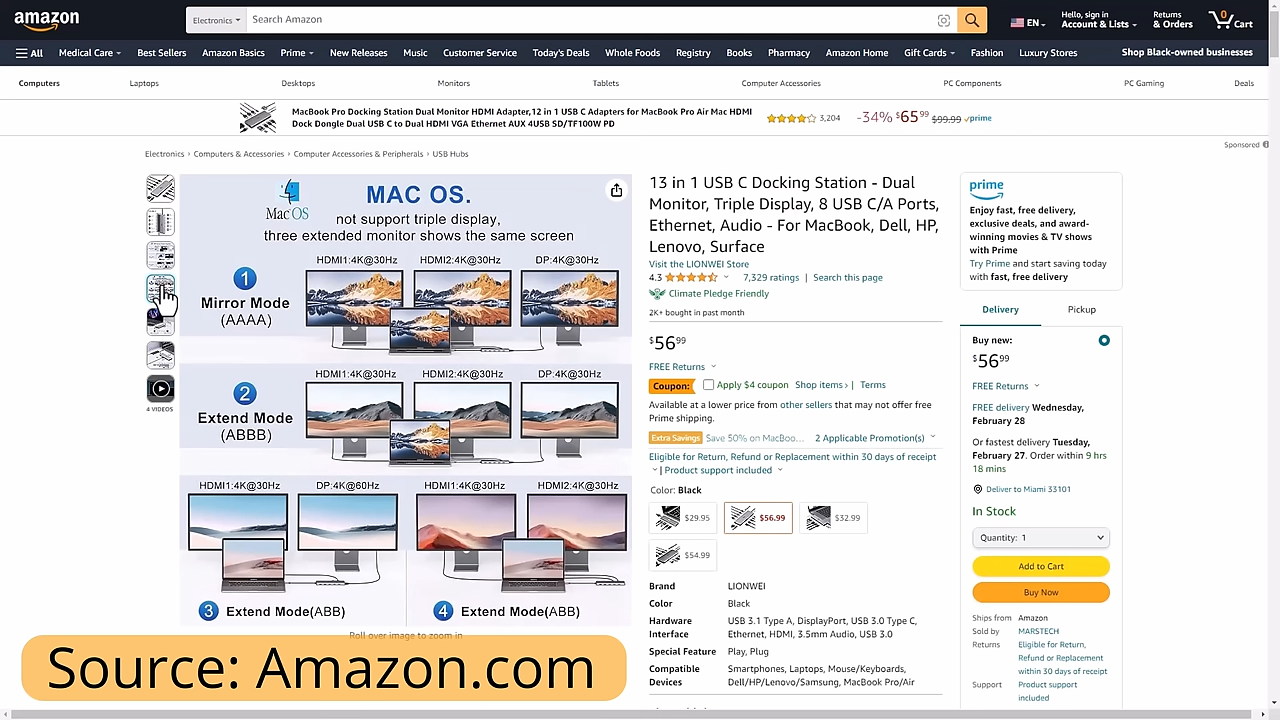 amazon
Electronics
Search Amazon
EN
Hello, sign in
Account & Lists
Returns
& Orders
0
Cart
All
Medical Care
Best Sellers
Amazon Basics
Prime
New Releases
Music
Customer Service
Today's Deals
Whole Foods
Registry
Books
Pharmacy
Amazon Home
Gift Cards
Fashion
Luxury Stores
Shop Black-owned businesses
Computers
Laptops
Desktops
Monitors
Tablets
Computer Accessories
PC Components
PC Gaming
Deals
MacBook Pro Docking Station Dual Monitor HDMI Adapter,12 in 1 USB C Adapters for MacBook Pro Air Mac HDMI
Dock Dongle Dual USB C to Dual HDMI VGA Ethernet AUX 4USB SD/TF100W PD
3,204
-34% $65 99 $99.99 prime
Sponsored
Electronics › Computers & Accessories › Computer Accessories & Peripherals › USB Hubs
4 VIDEOS
Mac OS
MAC OS.
not support triple display,
three extended monitor shows the same screen
1
Mirror Mode
(AAAA)
HDMI1:4K@30Hz
HDMI2:4K@30Hz
DP:4K@30Hz
2
Extend Mode
(ABBB)
HDMI1:4K@30Hz
HDMI2:4K@30Hz
DP:4K@30Hz
HDMI1:4K@30Hz
DP:4K@60Hz
HDMI1:4K@30Hz
HDMI2:4K@30Hz
3 Extend Mode(ABB)
4 Extend Mode(ABB)
Roll over image to zoom in
Source: Amazon.com
13 in 1 USB C Docking Station - Dual
Monitor, Triple Display, 8 USB C/A Ports,
Ethernet, Audio - For MacBook, Dell, HP,
Lenovo, Surface
Visit the LIONWEI Store
4.3
7,329 ratings | Search this page
Climate Pledge Friendly
2K+ bought in past month
$56 99
FREE Returns
Coupon: Apply $4 coupon Shop items › | Terms
Available at a lower price from other sellers that may not offer free
Prime shipping.
Extra Savings Save 50% on MacBoo... 2 Applicable Promotion(s)
Eligible for Return, Refund or Replacement within 30 days of receipt
| Product support included
Color: Black
$29.95
$56.99
$32.99
$54.99
Brand LIONWEI
Color Black
Hardware Interface USB 3.1 Type A, DisplayPort, USB 3.0 Type C,
Ethernet, HDMI, 3.5mm Audio, USB 3.0
Special Feature Play, Plug
Compatible Devices Smartphones, Laptops, Mouse/Keyboards,
Dell/HP/Lenovo/Samsung, MacBook Pro/Air
prime
Enjoy fast, free delivery,
exclusive deals, and award-
winning movies & TV shows
with Prime
Try Prime and start saving today
with fast, free delivery
Delivery
Pickup
Buy new:
$56 99
FREE Returns
FREE delivery Wednesday,
February 28
Or fastest delivery Tuesday,
February 27. Order within 9 hrs
18 mins
Deliver to Miami 33101
In Stock
Quantity: 1
Add to Cart
Buy Now
Ships from Amazon
Sold by MARSTECH
Returns Eligible for Return,
Refund or Replacement
within 30 days of receipt
Support Product support
included